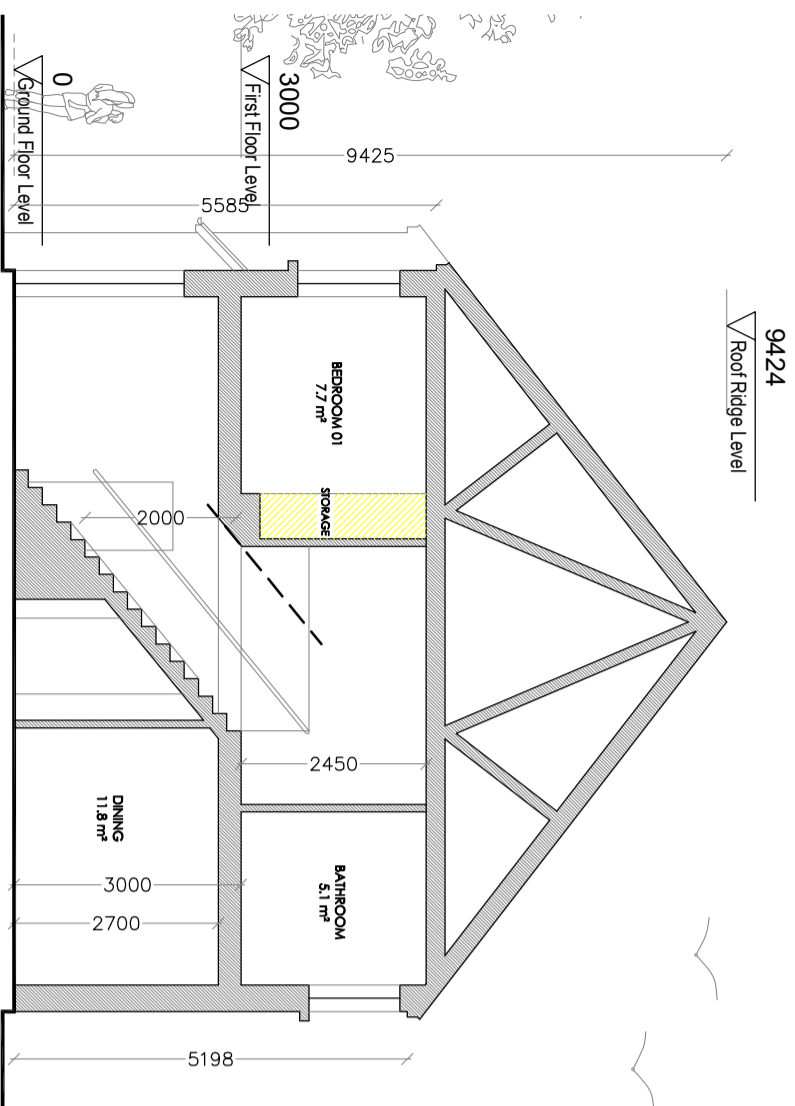 9424
Roof Ridge Level
3000
First Floor Level
0
Ground Floor Level
9425
5585
BEDROOM 01
7.7 m²
STORAGE
2000
2450
DINING
11.8 m²
BATHROOM
5.1 m²
3000
2700
5198